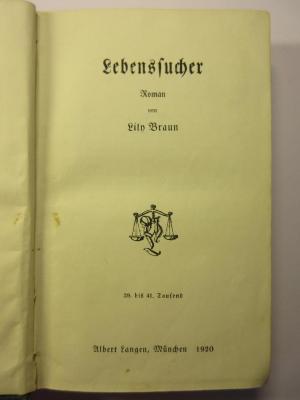 Lebensſucher
Roman
von
Lily Braun
39. bis 41. Tauſend
Albert Langen, München 1920